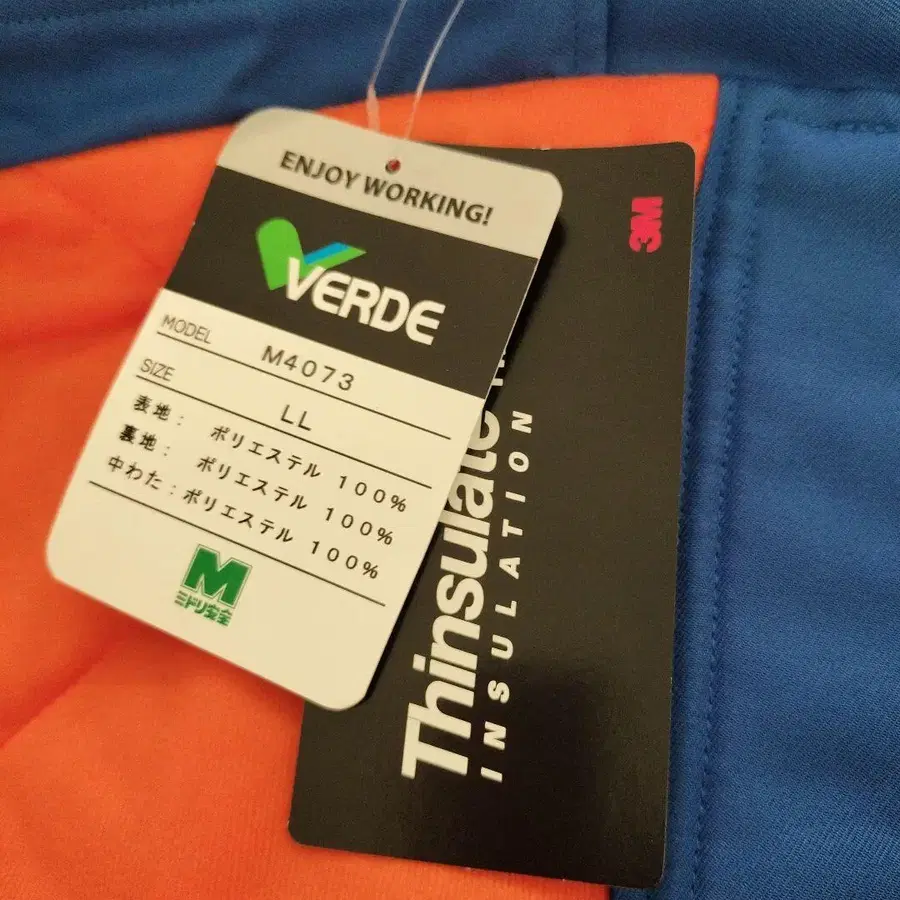 ENJOY WORKING!
VERDE
MODEL M4073
SIZE LL
表地: ポリエステル 100%
裏地: ポリエステル 100%
中わた: ポリエステル 100%
M
ミドリ安全
3M
Thinsulate
INSULATION